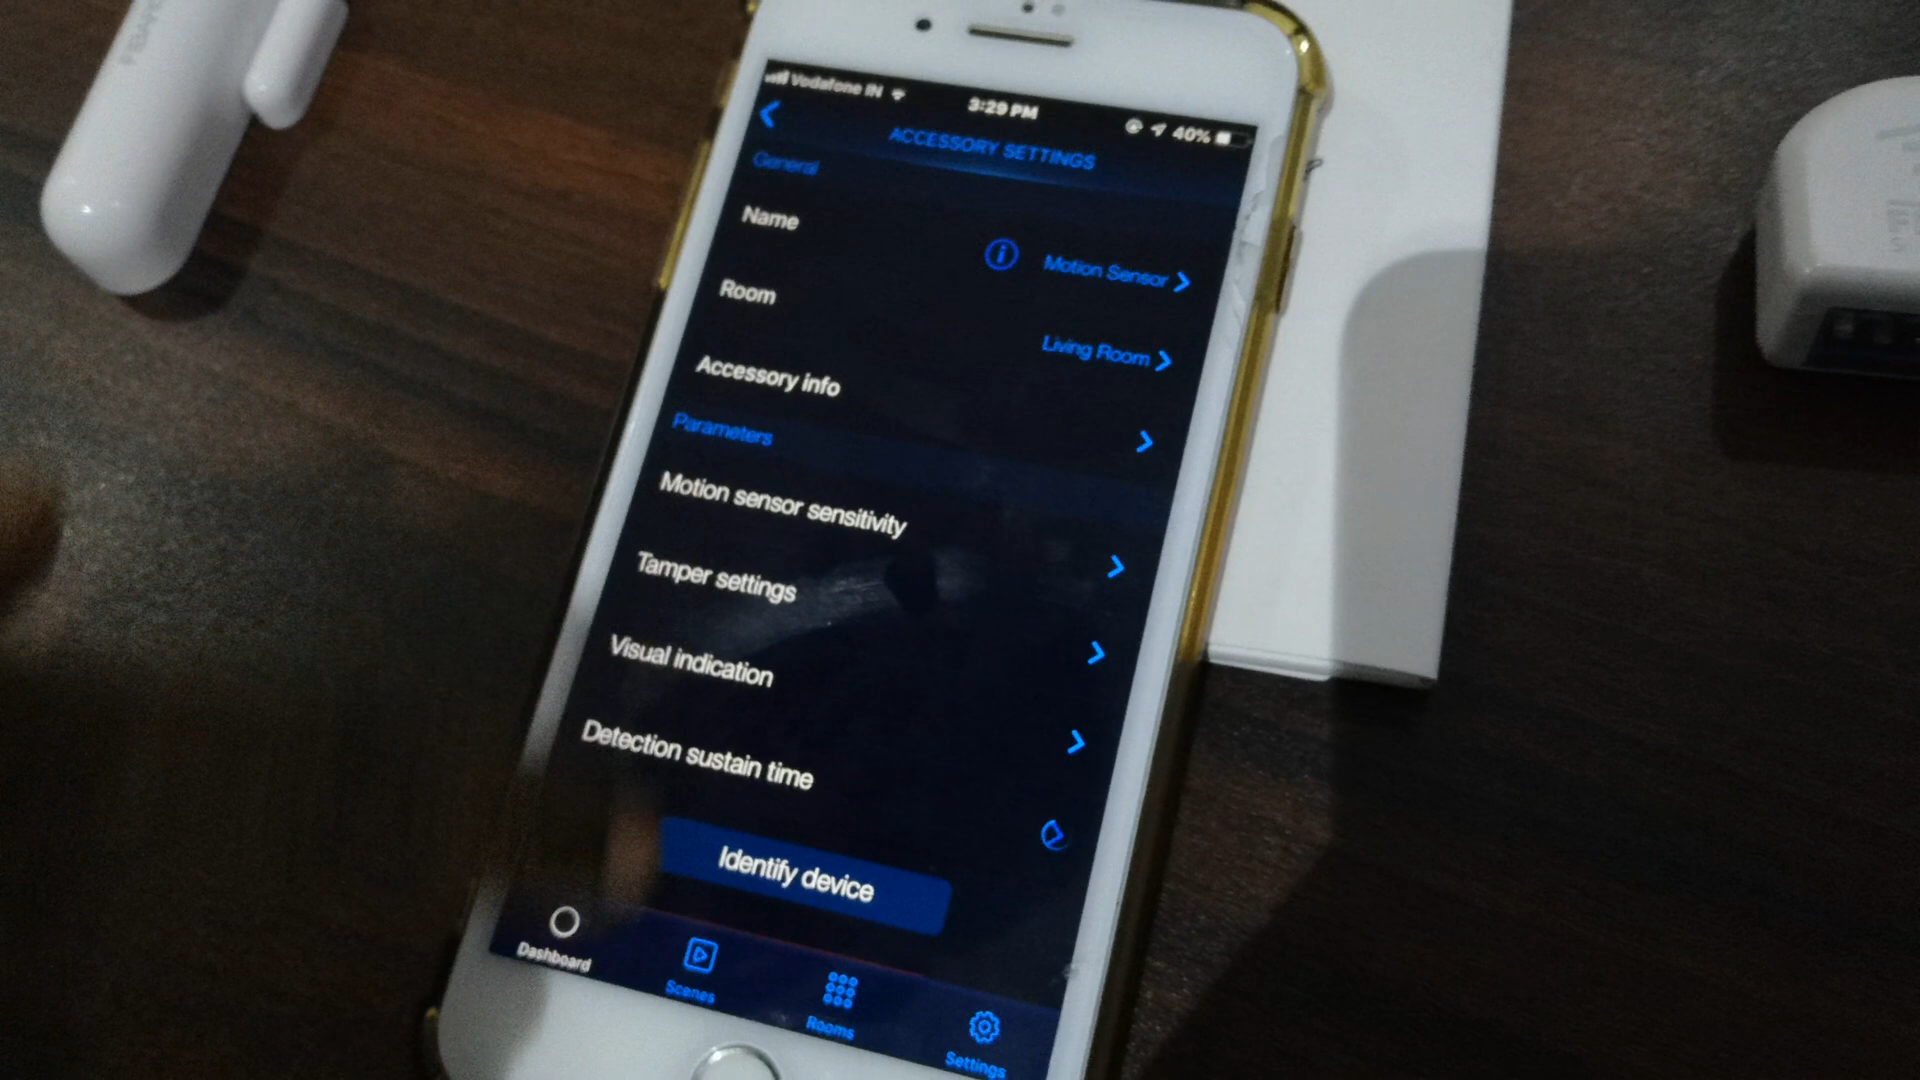 Vodafone IN 3:29 PM 40%
ACCESSORY SETTINGS
General
Name
Motion Sensor
Room
Living Room
Accessory info
Parameters
Motion sensor sensitivity
Tamper settings
Visual indication
Detection sustain time
Identify device
Dashboard
Scenes
Rooms
Settings